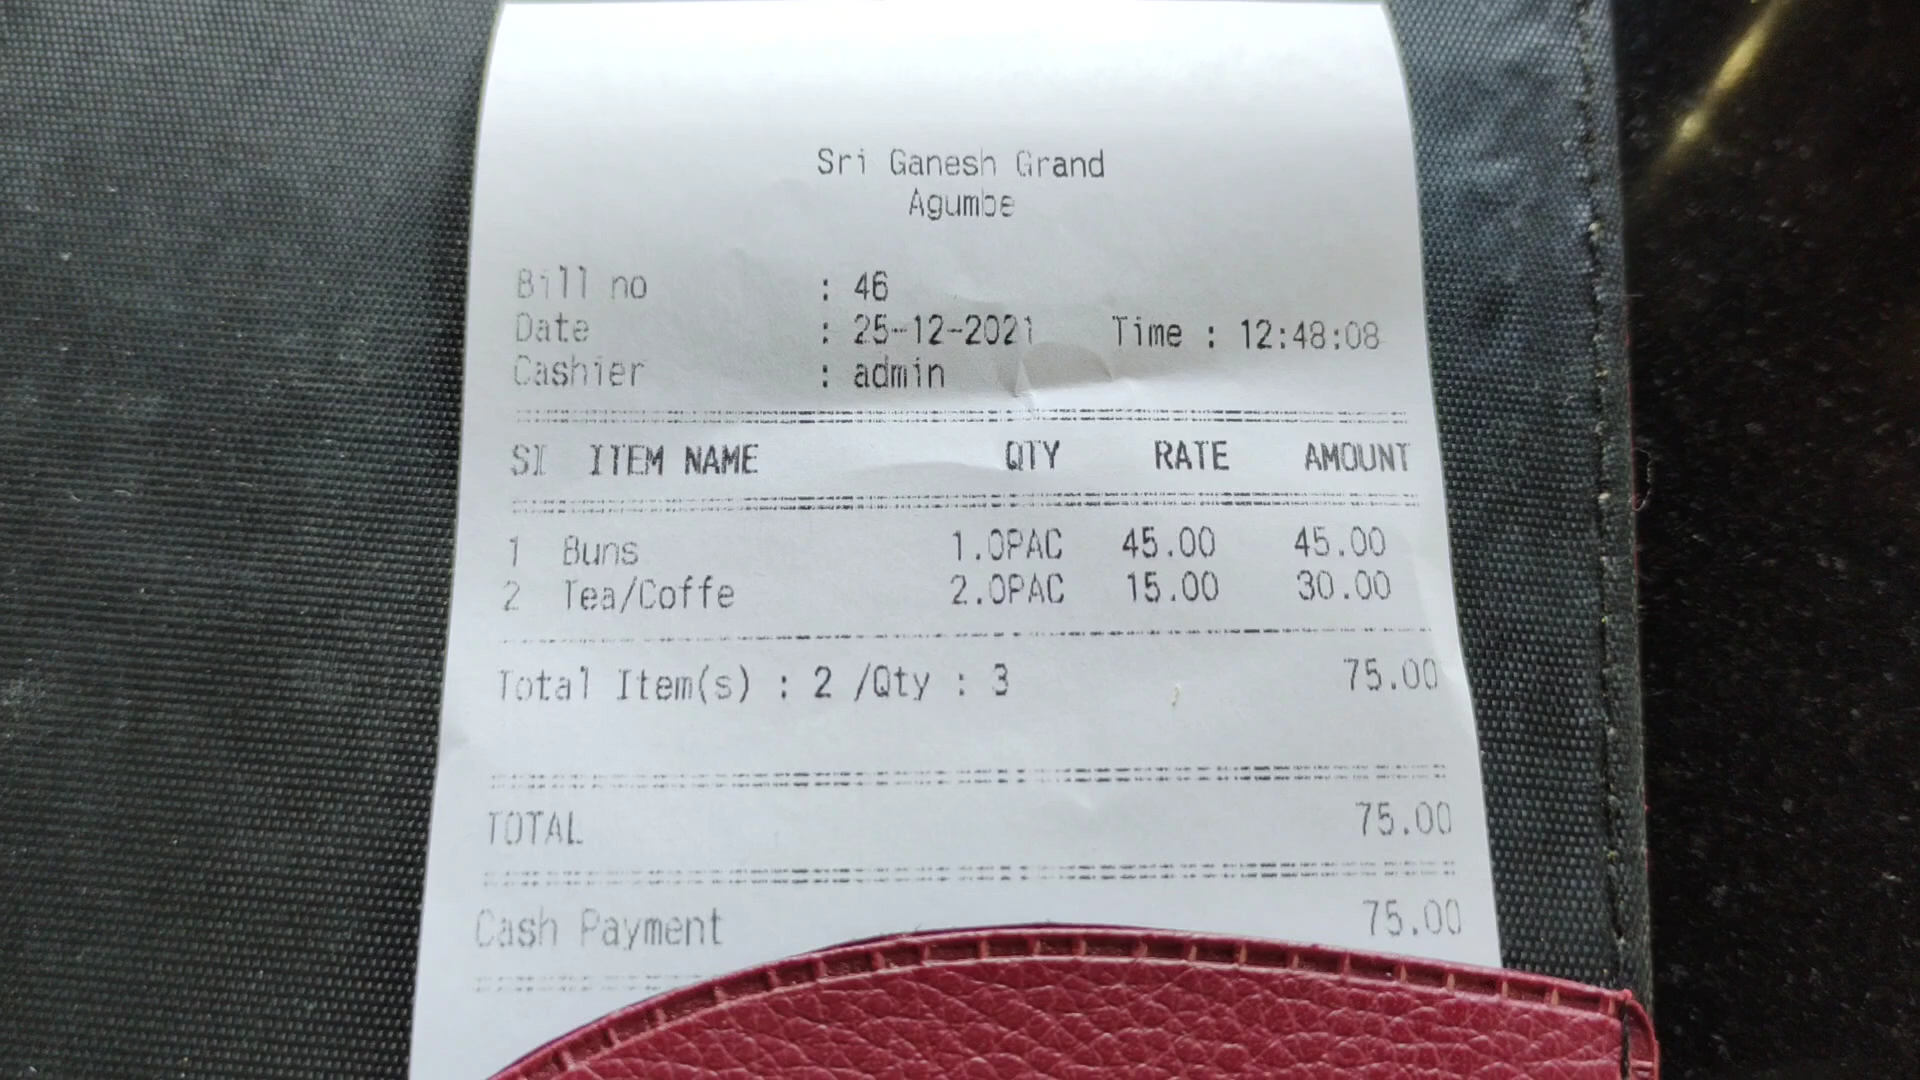 Sri Ganesh Grand
Agumbe
Bill no : 46
Date : 25-12-2021 Time : 12:48:08
Cashier : admin
SI ITEM NAME QTY RATE AMOUNT
1 Buns 1.0PAC 45.00 45.00
2 Tea/Coffe 2.0PAC 15.00 30.00
Total Item(s) : 2 /Qty : 3 75.00
TOTAL 75.00
Cash Payment 75.00